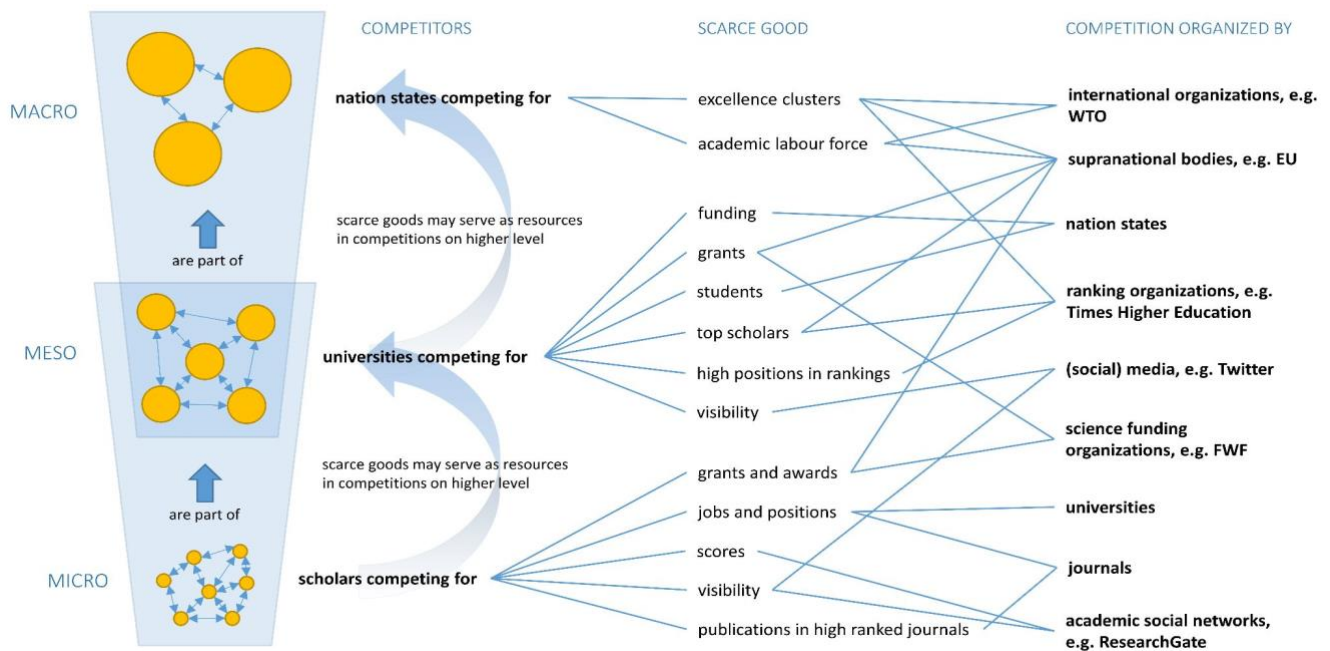 COMPETITORS
SCARCE GOOD
COMPETITION ORGANIZED BY
MACRO
nation states competing for
excellence clusters
academic labour force
international organizations, e.g.
WTO
supranational bodies, e.g. EU
scarce goods may serve as resources
in competitions on higher level
are part of
funding
grants
students
top scholars
high positions in rankings
visibility
nation states
ranking organizations, e.g.
Times Higher Education
(social) media, e.g. Twitter
MESO
universities competing for
science funding
organizations, e.g. FWF
scarce goods may serve as resources
in competitions on higher level
are part of
grants and awards
jobs and positions
scores
visibility
publications in high ranked journals
universities
journals
academic social networks,
e.g. ResearchGate
MICRO
scholars competing for